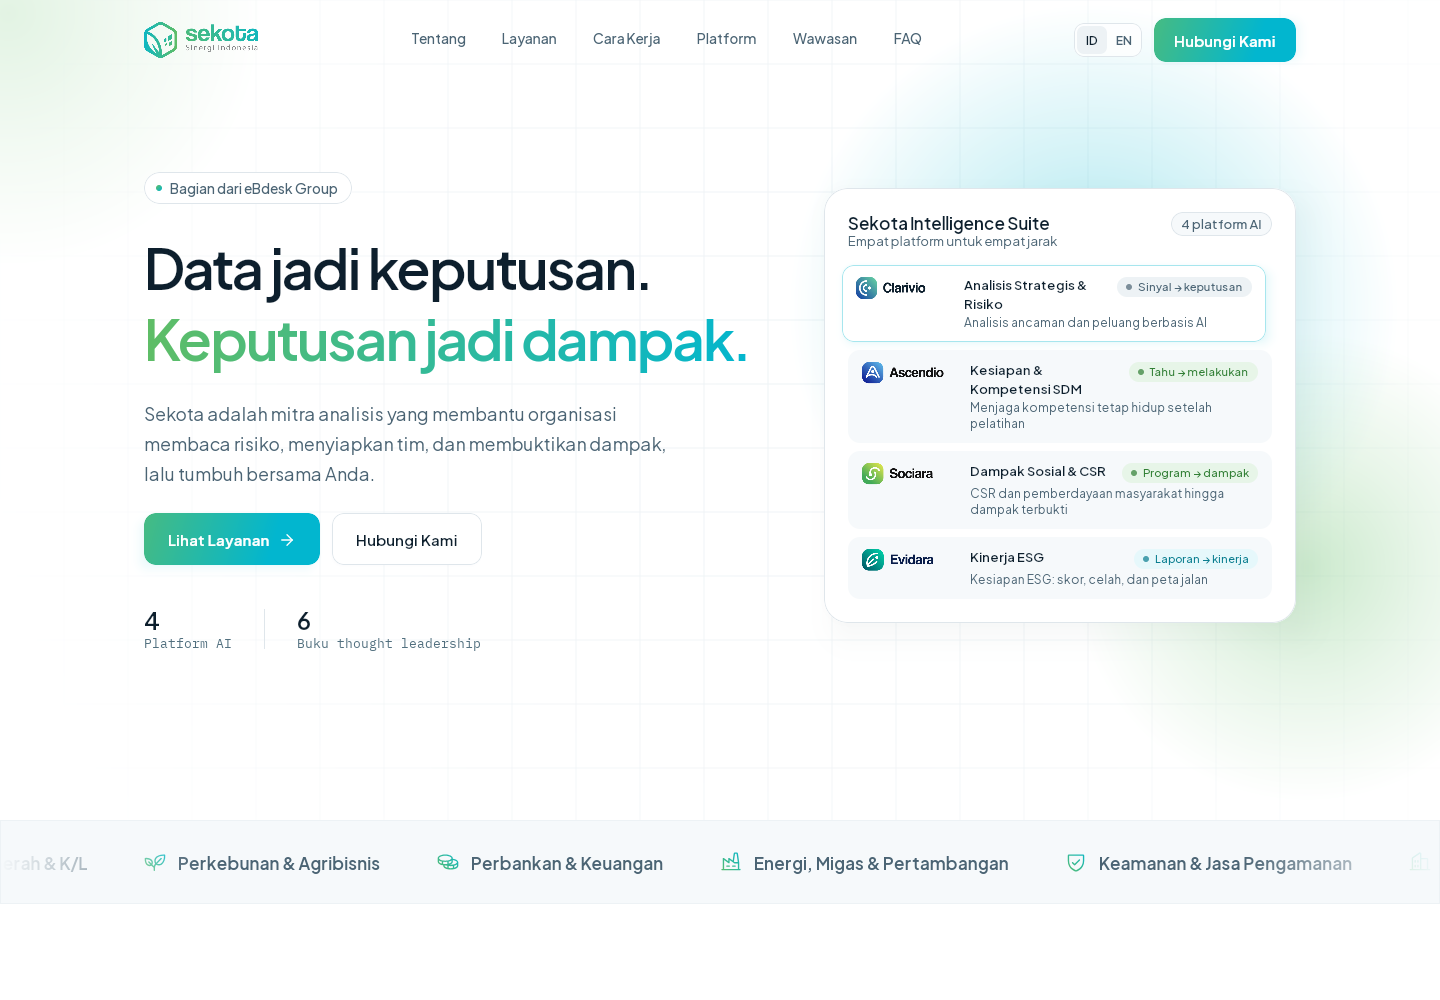 sekota
Sinergi Indonesia
Tentang
Layanan
Cara Kerja
Platform
Wawasan
FAQ
ID
EN
Hubungi Kami
Bagian dari eBdesk Group
Data jadi keputusan.
Keputusan jadi dampak.
Sekota adalah mitra analisis yang membantu organisasi
membaca risiko, menyiapkan tim, dan membuktikan dampak,
lalu tumbuh bersama Anda.
Lihat Layanan →
Hubungi Kami
4
Platform AI
6
Buku thought leadership
Sekota Intelligence Suite
Empat platform untuk empat jarak
4 platform AI
Clarivio
Analisis Strategis &
Risiko
Sinyal → keputusan
Analisis ancaman dan peluang berbasis AI
Ascendio
Kesiapan &
Kompetensi SDM
Tahu → melakukan
Menjaga kompetensi tetap hidup setelah
pelatihan
Sociara
Dampak Sosial & CSR
Program → dampak
CSR dan pemberdayaan masyarakat hingga
dampak terbukti
Evidara
Kinerja ESG
Laporan → kinerja
Kesiapan ESG: skor, celah, dan peta jalan
erah & K/L
Perkebunan & Agribisnis
Perbankan & Keuangan
Energi, Migas & Pertambangan
Keamanan & Jasa Pengamanan